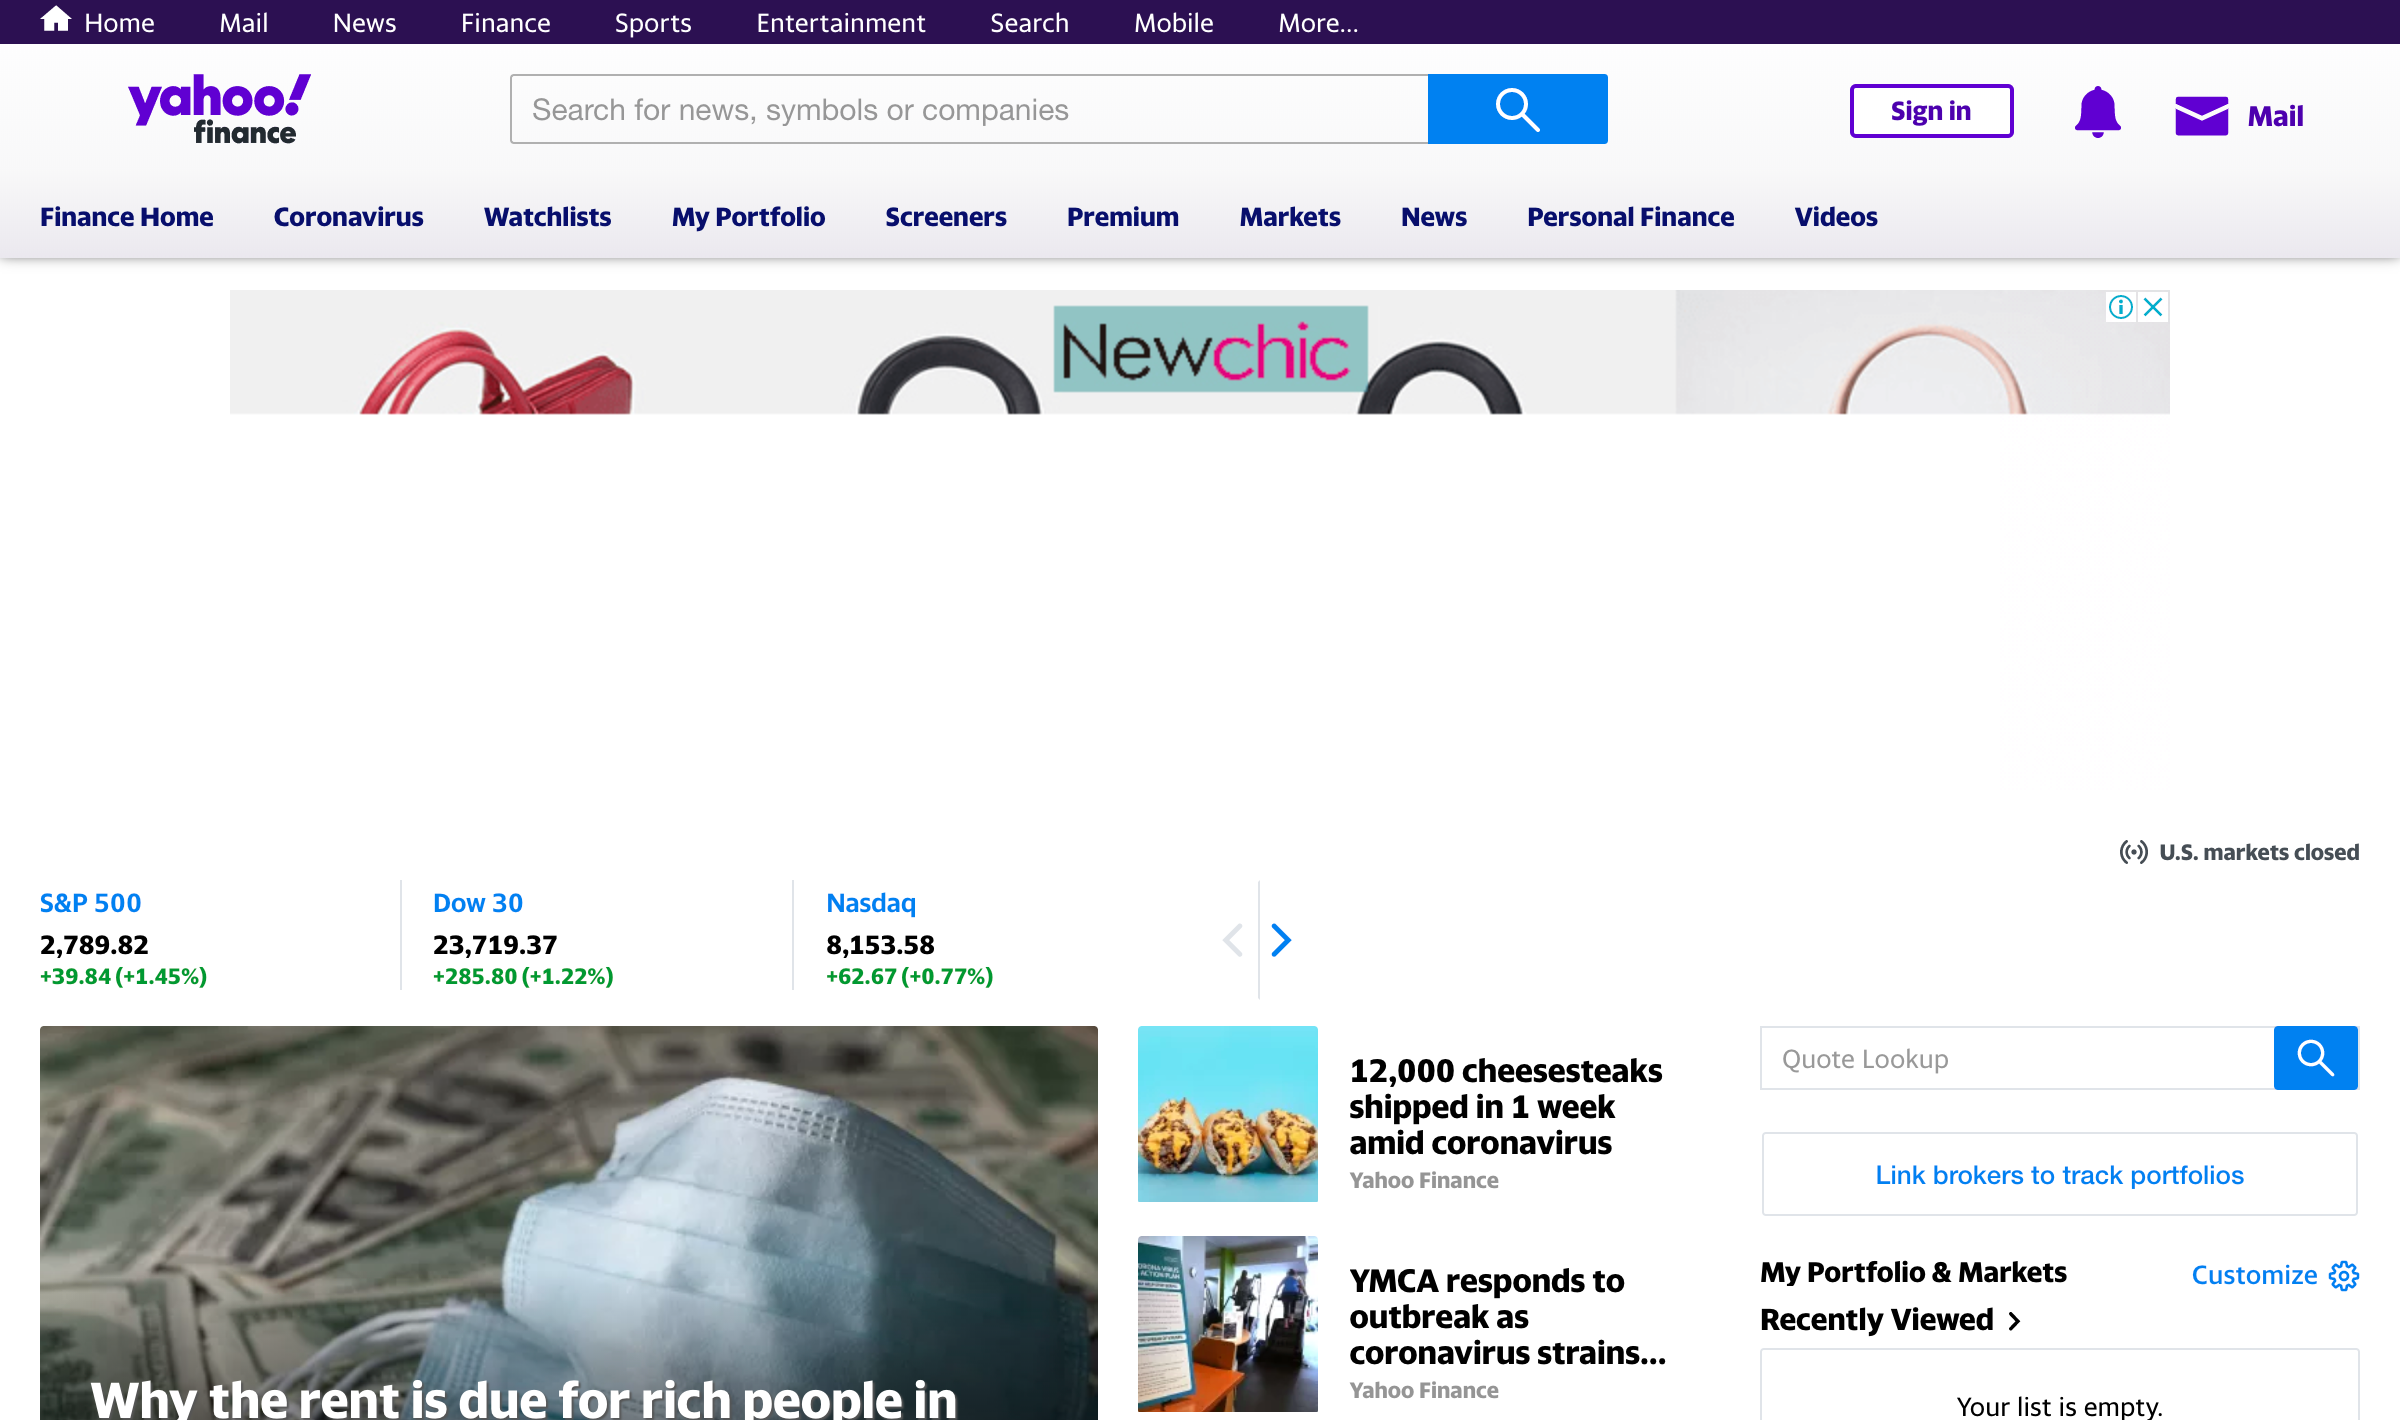 Home Mail News Finance Sports Entertainment Search Mobile More...
yahoo!
finance
Search for news, symbols or companies
Sign in
Mail
Finance Home Coronavirus Watchlists My Portfolio Screeners Premium Markets News Personal Finance Videos
Newchic
U.S. markets closed
S&P 500
2,789.82
+39.84 (+1.45%)
Dow 30
23,719.37
+285.80 (+1.22%)
Nasdaq
8,153.58
+62.67 (+0.77%)
Why the rent is due for rich people in
12,000 cheesesteaks
shipped in 1 week
amid coronavirus
Yahoo Finance
YMCA responds to
outbreak as
coronavirus strains...
Yahoo Finance
Quote Lookup
Link brokers to track portfolios
My Portfolio & Markets
Customize
Recently Viewed
Your list is empty.